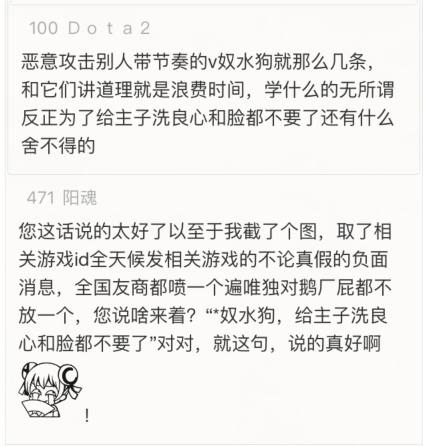 100 Dota2
恶意攻击别人带节奏的v奴水狗就那么几条,
和它们讲道理就是浪费时间,学什么的无所谓
反正为了给主子洗良心和脸都不要了还有什么
舍不得的
471 阳魂
您这话说的太好了以至于我截了个图,取了相
关游戏id全天候发相关游戏的不论真假的负面
消息,全国友商都喷一个遍唯独对鹅厂屁都不
放一个,您说啥来着?“*奴水狗,给主子洗良
心和脸都不要了”对对,就这句,说的真好啊
!